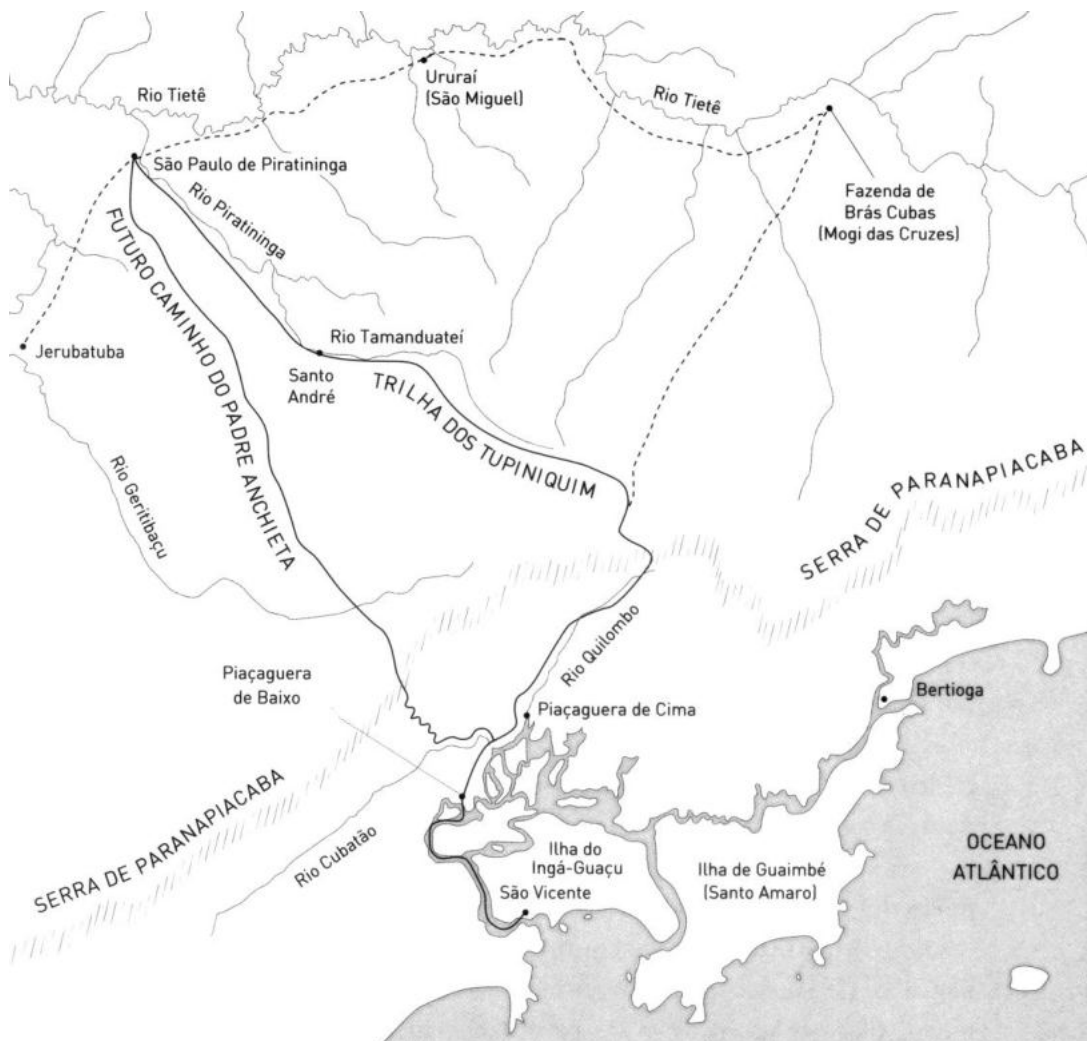 Rio Tietê
Ururaí
(São Miguel)
Rio Tietê
São Paulo de Piratininga
Rio Piratininga
Fazenda de
Brás Cubas
(Mogi das Cruzes)
FUTURO CAMINHO DO PADRE ANCHIETA
Jerubatuba
Rio Tamanduateí
Santo
André
TRILHA DOS TUPINIQUIM
Rio Geritibaçu
SERRA DE PARANAPIACABA
Rio Quilombo
Piaçaguera
de Baixo
Bertioga
Piaçaguera de Cima
SERRA DE PARANAPIACABA
Rio Cubatão
Ilha do
Ingá-Guaçu
São Vicente
Ilha de Guaimbé
(Santo Amaro)
OCEANO
ATLÂNTICO